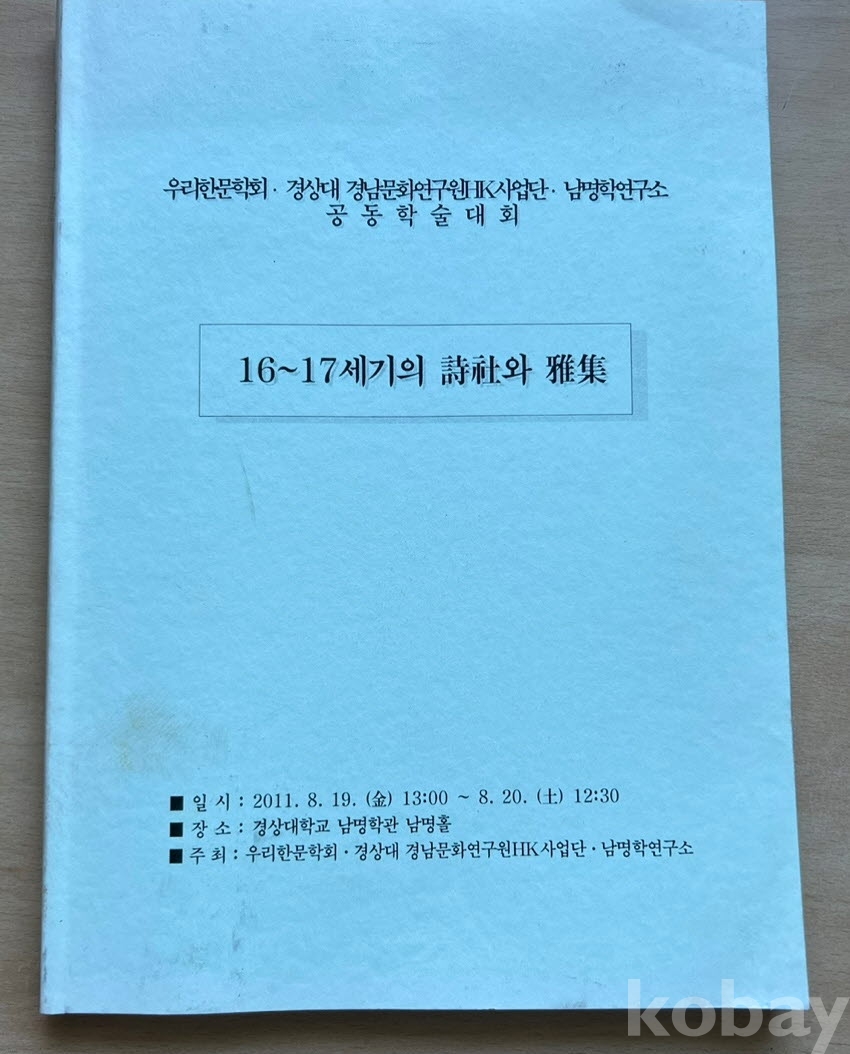 우리한문학회 · 경상대 경남문화연구원HK사업단 · 남명학연구소
공 동 학 술 대 회
16~17세기의 詩社와 雅集
■ 일 시 : 2011. 8. 19. (金) 13:00 ~ 8. 20. (土) 12:30
■ 장 소 : 경상대학교 남명학관 남명홀
■ 주 최 : 우리한문학회 · 경상대 경남문화연구원HK사업단 · 남명학연구소
kobay